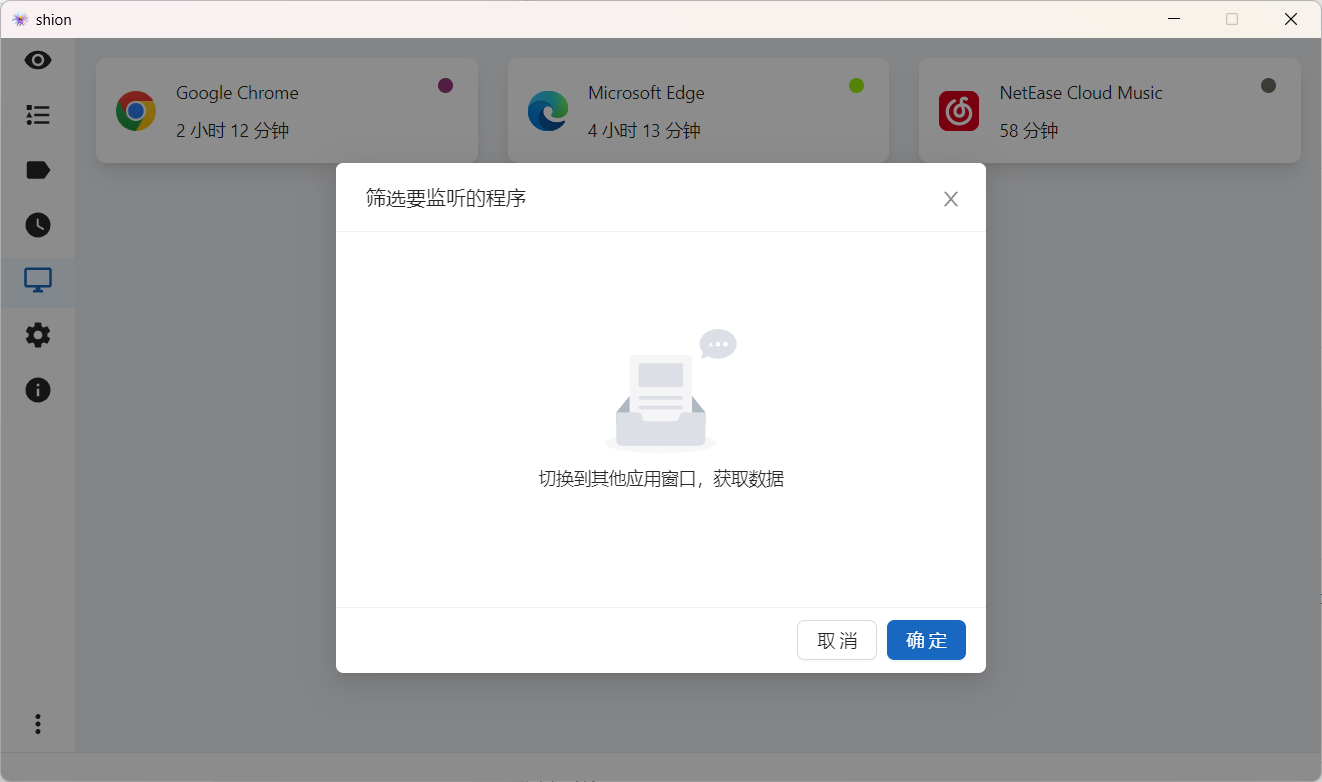 shion
Google Chrome
2 小时 12 分钟
Microsoft Edge
4 小时 13 分钟
NetEase Cloud Music
58 分钟
筛选要监听的程序
切换到其他应用窗口，获取数据
取 消
确 定